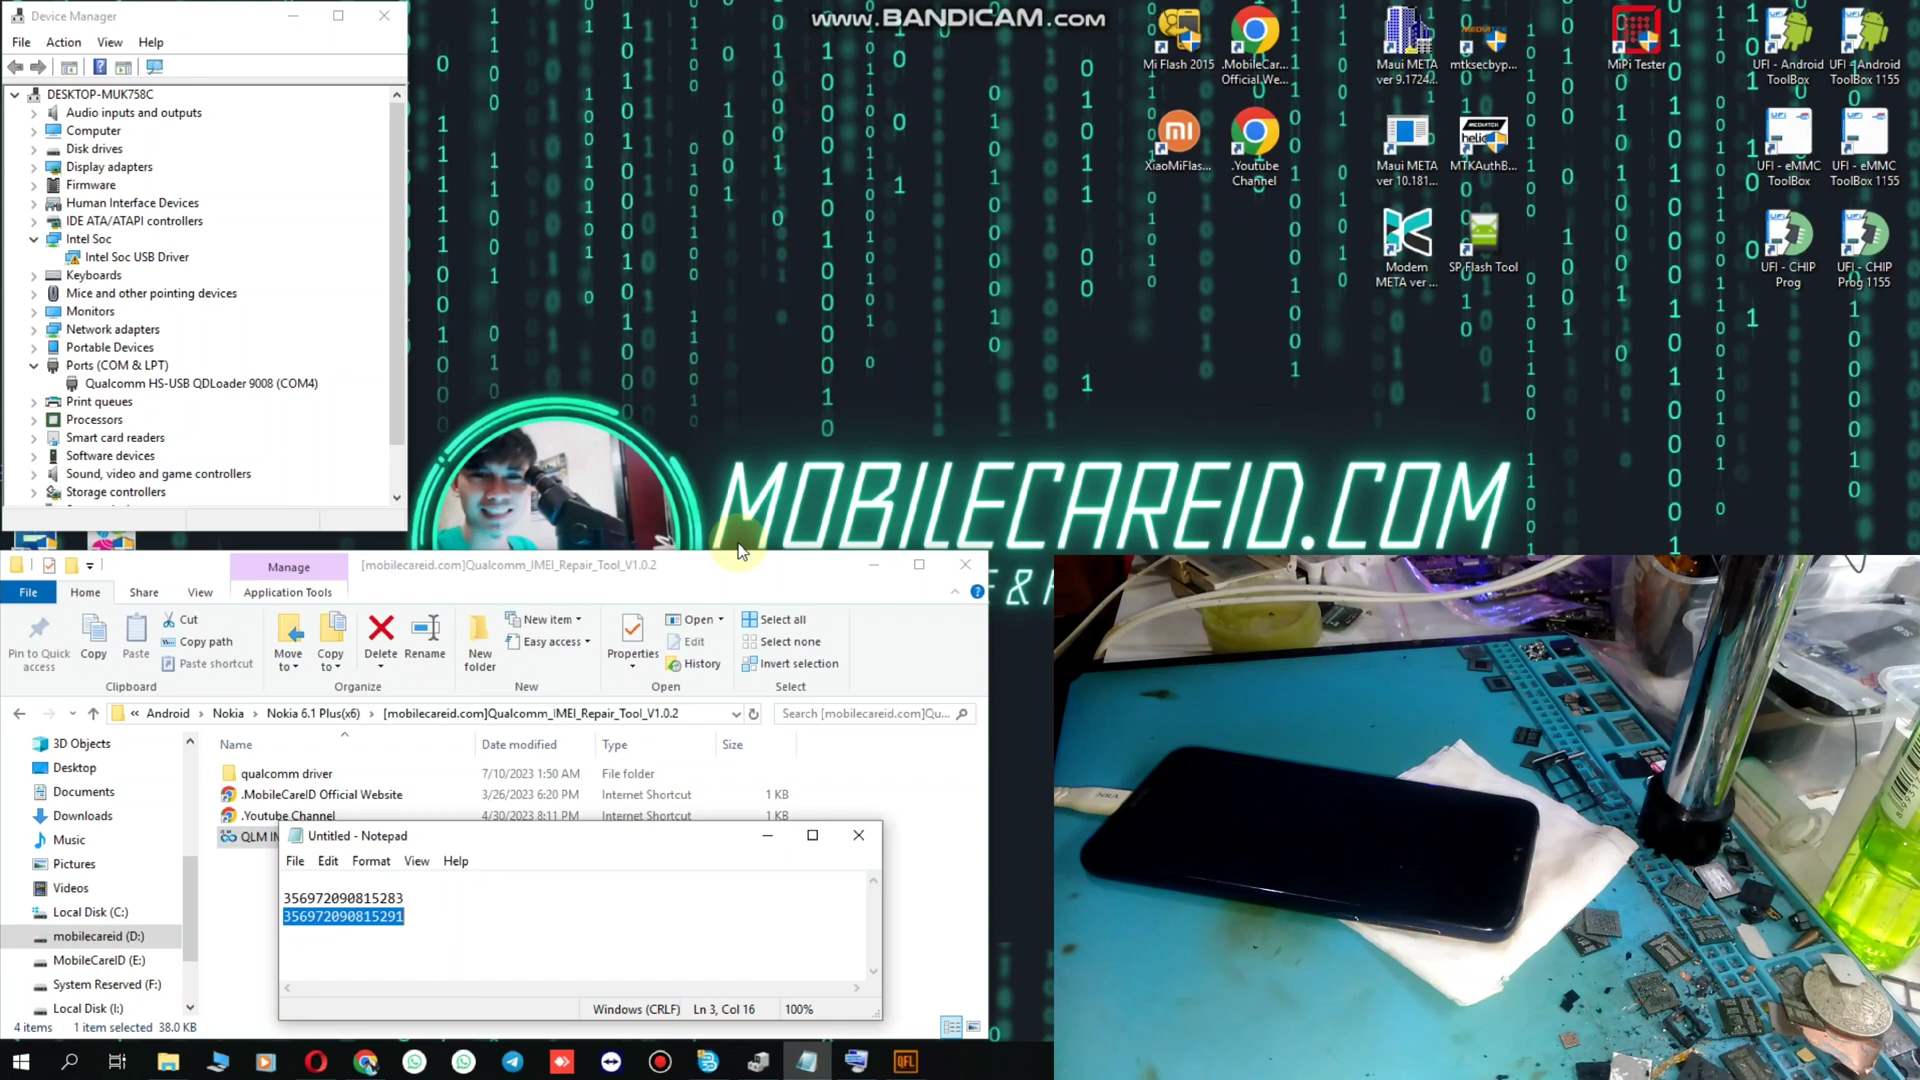 www.BANDICAM.com
Device Manager
File Action View Help
DESKTOP-MUK758C
Audio inputs and outputs
Computer
Disk drives
Display adapters
Firmware
Human Interface Devices
IDE ATA/ATAPI controllers
Intel Soc
Intel Soc USB Driver
Keyboards
Mice and other pointing devices
Monitors
Network adapters
Portable Devices
Ports (COM & LPT)
Qualcomm HS-USB QDLoader 9008 (COM4)
Print queues
Processors
Smart card readers
Software devices
Sound, video and game controllers
Storage controllers
Mi Flash 2015
.MobileCar...
Official We...
Maui META
ver 9.1724...
mtksecbyp...
MiPi Tester
UFI - Android
ToolBox
UFI - Android
ToolBox 1155
XiaoMiFlas...
.Youtube
Channel
Maui META
ver 10.181...
MTKAuthB...
UFI - eMMC
ToolBox
UFI - eMMC
ToolBox 1155
Modem
META ver ...
SP Flash Tool
UFI - CHIP
Prog
UFI - CHIP
Prog 1155
MOBILECAREID.COM
Manage
[mobilecareid.com]Qualcomm_IMEI_Repair_Tool_V1.0.2
File Home Share View Application Tools
Pin to Quick
access
Copy
Paste
Cut
Copy path
Paste shortcut
Move
to
Copy
to
Delete
Rename
New
folder
New item
Easy access
Properties
Open
Edit
History
Select all
Select none
Invert selection
Clipboard Organize New Open Select
« Android > Nokia > Nokia 6.1 Plus(x6) > [mobilecareid.com]Qualcomm_IMEI_Repair_Tool_V1.0.2
Search [mobilecareid.com]Qu...
3D Objects
Desktop
Documents
Downloads
Music
Pictures
Videos
Local Disk (C:)
mobilecareid (D:)
MobileCareID (E:)
System Reserved (F:)
Local Disk (I:)
Name Date modified Type Size
qualcomm driver 7/10/2023 1:50 AM File folder
.MobileCareID Official Website 3/26/2023 6:20 PM Internet Shortcut 1 KB
.Youtube Channel 4/30/2023 8:11 PM Internet Shortcut 1 KB
QLM IM
Untitled - Notepad
File Edit Format View Help
356972090815283
356972090815291
Windows (CRLF) Ln 3, Col 16 100%
4 items 1 item selected 38.0 KB
QFL